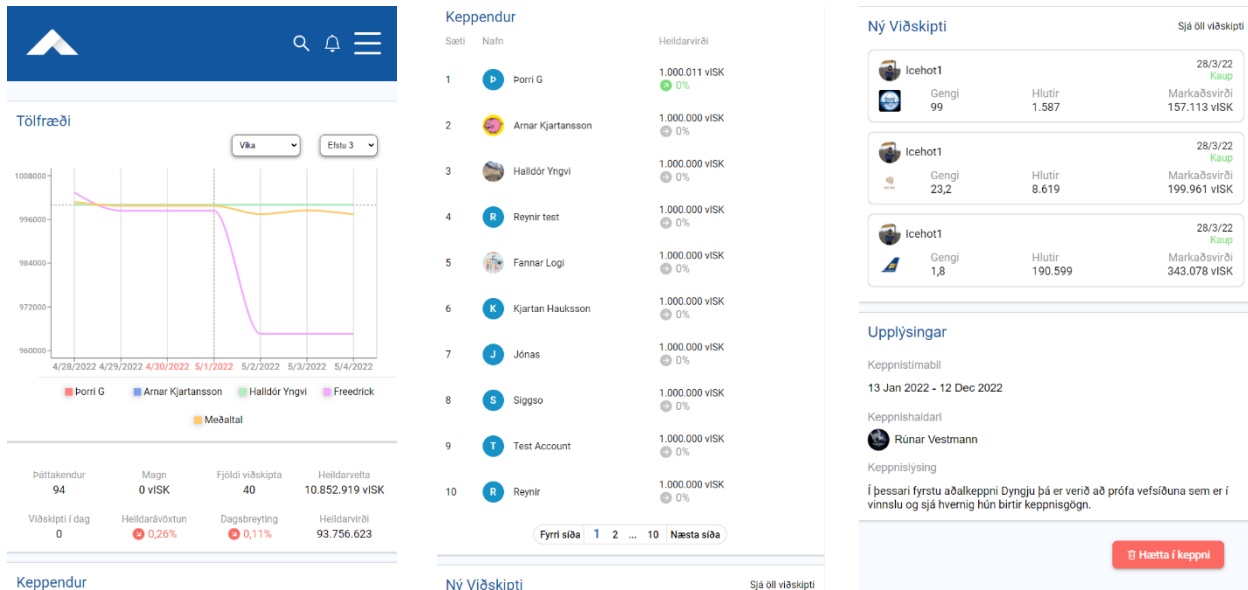 Tölfræði
Vika
Efstu 3
1008000
996000
984000
972000
960000
4/28/2022 4/29/2022 4/30/2022 5/1/2022 5/2/2022 5/3/2022 5/4/2022
Þorri G Arnar Kjartansson Halldór Yngvi Freedrick
Meðaltal
Þáttakendur Magn Fjöldi viðskipta Heildarvelta
94 0 vISK 40 10.852.919 vISK
Viðskipti í dag Heildarávöxtun Dagsbreyting Heildarvirði
0 0,26% 0,11% 93.756.623
Keppendur
Keppendur
Sæti Nafn Heildarvirði
1 Þ Þorri G 1.000.011 vISK
0%
2 Arnar Kjartansson 1.000.000 vISK
0%
3 Halldór Yngvi 1.000.000 vISK
0%
4 R Reynir test 1.000.000 vISK
0%
5 Fannar Logi 1.000.000 vISK
0%
6 K Kjartan Hauksson 1.000.000 vISK
0%
7 J Jónas 1.000.000 vISK
0%
8 S Siggso 1.000.000 vISK
0%
9 T Test Account 1.000.000 vISK
0%
10 R Reynir 1.000.000 vISK
0%
Fyrri síða 1 2 ... 10 Næsta síða
Ný Viðskipti Sjá öll viðskipti
Ný Viðskipti Sjá öll viðskipti
Icehot1 28/3/22
Kaup
Gengi Hlutir Markaðsvirði
99 1.587 157.113 vISK
Icehot1 28/3/22
Kaup
Gengi Hlutir Markaðsvirði
23,2 8.619 199.961 vISK
Icehot1 28/3/22
Kaup
Gengi Hlutir Markaðsvirði
1,8 190.599 343.078 vISK
Upplýsingar
Keppnistímabil
13 Jan 2022 - 12 Dec 2022
Keppnishaldari
Rúnar Vestmann
Keppnislýsing
Í þessari fyrstu aðalkeppni Dyngju þá er verið að prófa vefsíðuna sem er í
vinnslu og sjá hvernig hún birtir keppnisgögn.
Hætta í keppni